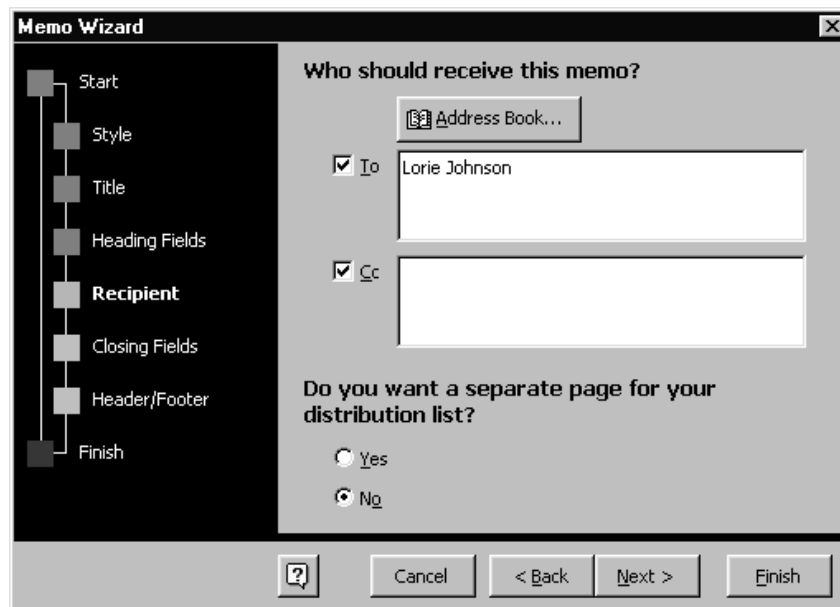 Memo Wizard
Start
Style
Title
Heading Fields
Recipient
Closing Fields
Header/Footer
Finish
Who should receive this memo?
Address Book...
To
Lorie Johnson
Cc
Do you want a separate page for your
distribution list?
Yes
No
Cancel
< Back
Next >
Finish